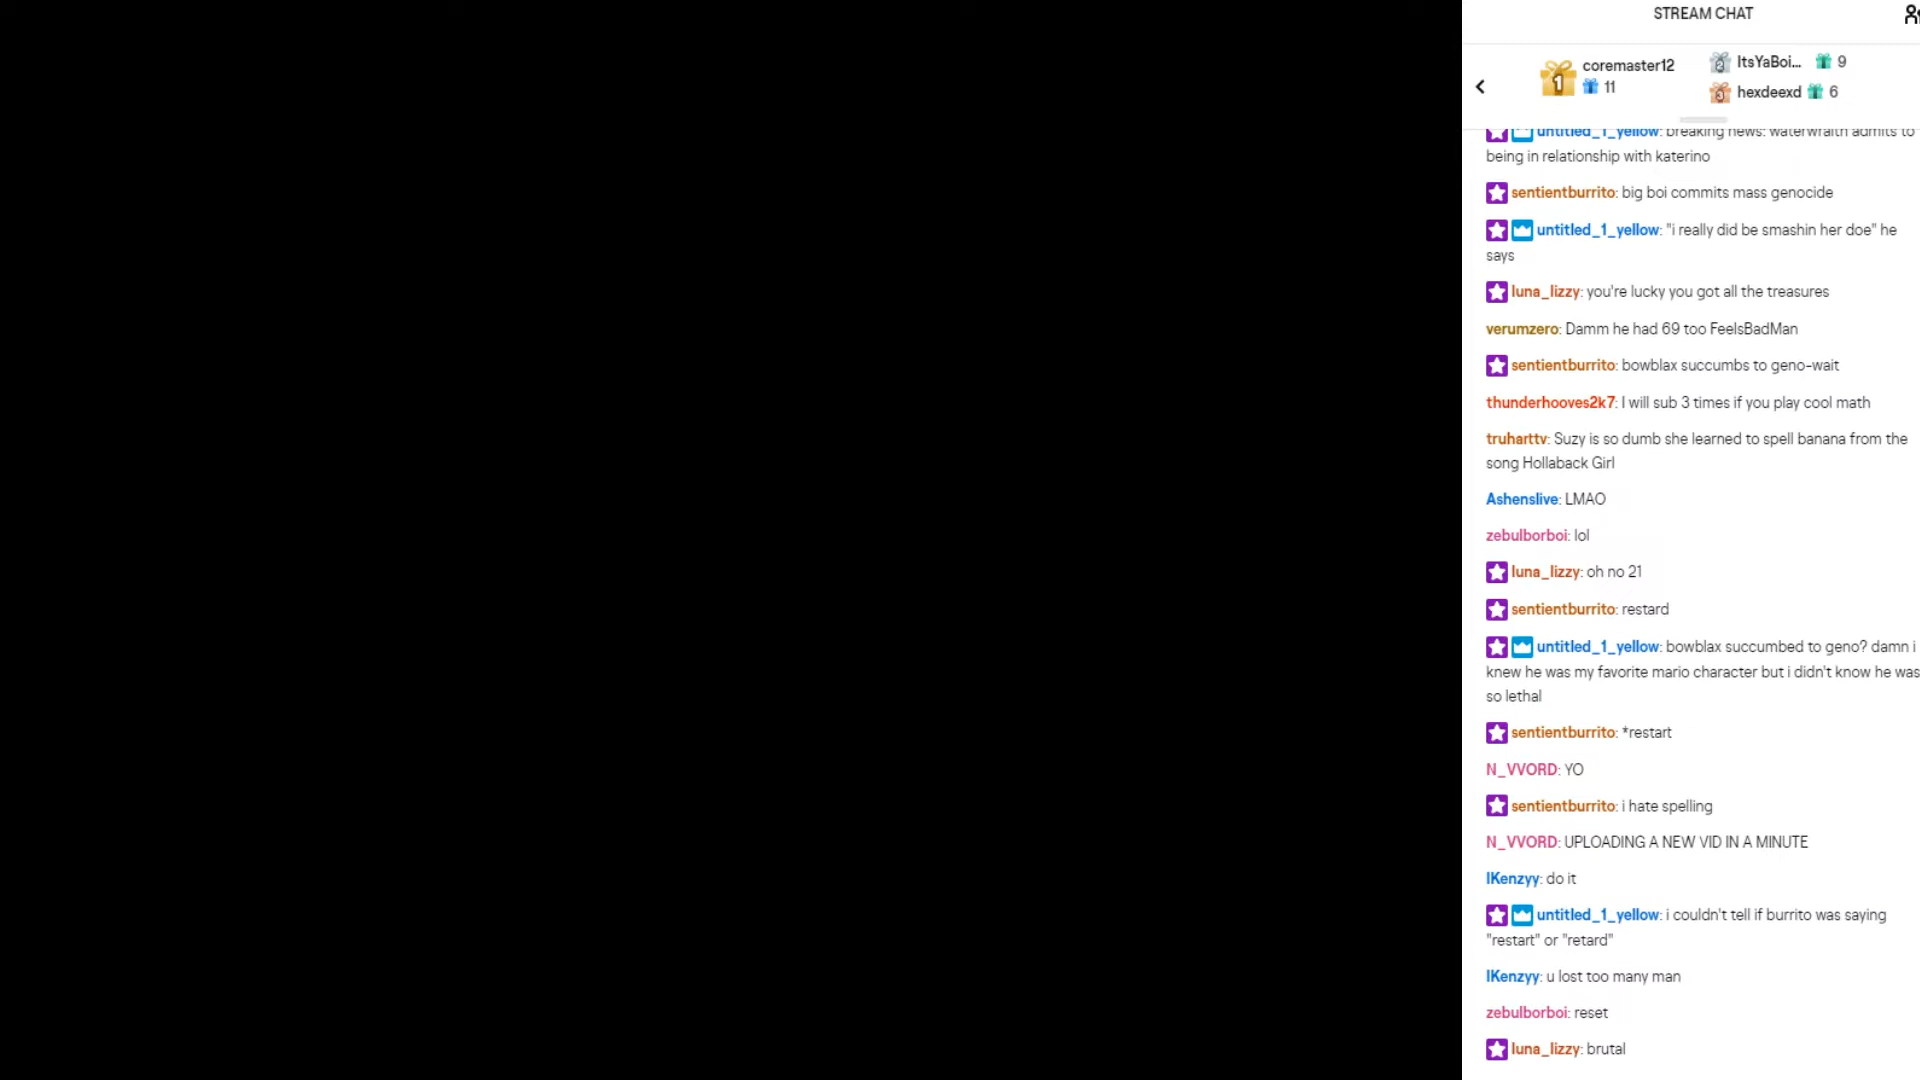 STREAM CHAT
coremaster12
11
ItsYaBoi... 9
hexdeexd 6
untitled_1_yellow: breaking news: waterwraith admits to
being in relationship with katerino
sentientburrito: big boi commits mass genocide
untitled_1_yellow: "i really did be smashin her doe" he
says
luna_lizzy: you're lucky you got all the treasures
verumzero: Damm he had 69 too FeelsBadMan
sentientburrito: bowblax succumbs to geno-wait
thunderhooves2k7: I will sub 3 times if you play cool math
truharttv: Suzy is so dumb she learned to spell banana from the
song Hollaback Girl
Ashenslive: LMAO
zebulborboi: lol
luna_lizzy: oh no 21
sentientburrito: restard
untitled_1_yellow: bowblax succumbed to geno? damn i
knew he was my favorite mario character but i didn't know he was
so lethal
sentientburrito: *restart
N_VVORD: YO
sentientburrito: i hate spelling
N_VVORD: UPLOADING A NEW VID IN A MINUTE
IKenzyy: do it
untitled_1_yellow: i couldn't tell if burrito was saying
"restart" or "retard"
IKenzyy: u lost too many man
zebulborboi: reset
luna_lizzy: brutal